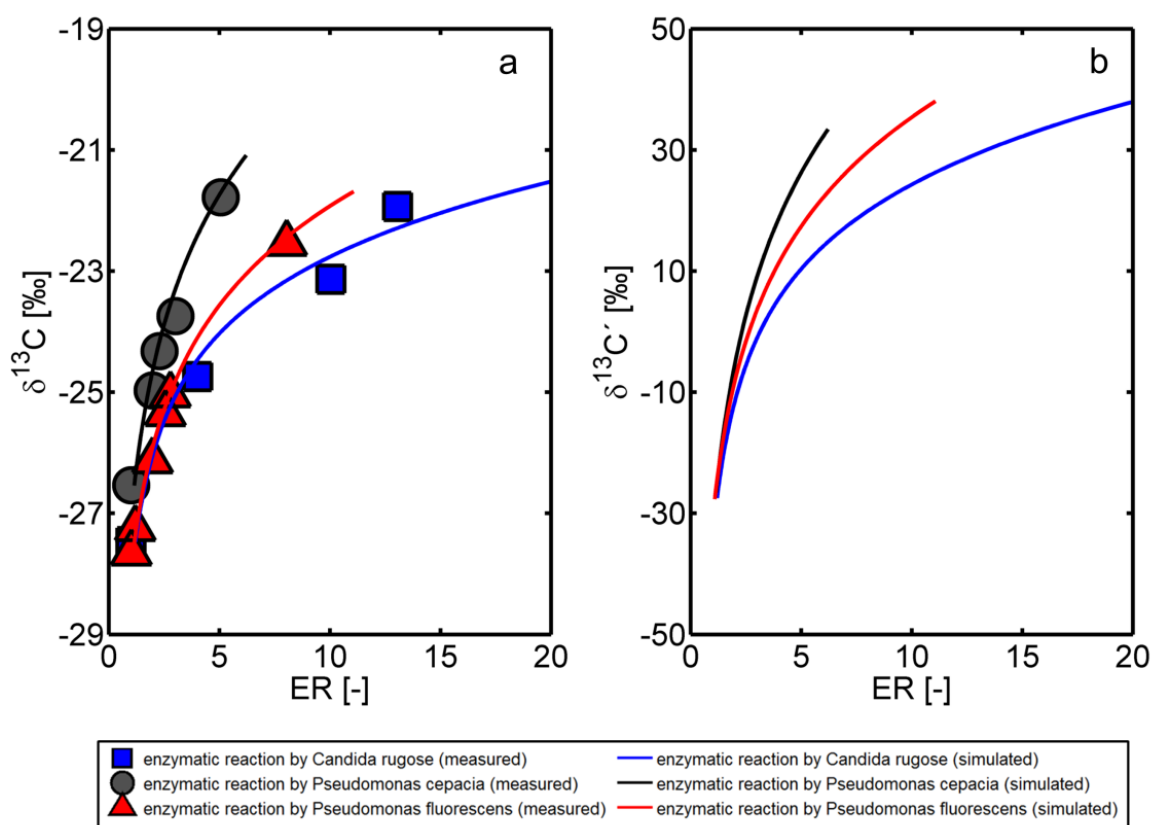 a
-19
-21
-23
-25
-27
-29
δ¹³C [‰]
0 5 10 15 20
ER [-]
b
50
30
10
-10
-30
-50
δ¹³C´ [‰]
0 5 10 15 20
ER [-]
enzymatic reaction by Candida rugose (measured)
enzymatic reaction by Pseudomonas cepacia (measured)
enzymatic reaction by Pseudomonas fluorescens (measured)
enzymatic reaction by Candida rugose (simulated)
enzymatic reaction by Pseudomonas cepacia (simulated)
enzymatic reaction by Pseudomonas fluorescens (simulated)